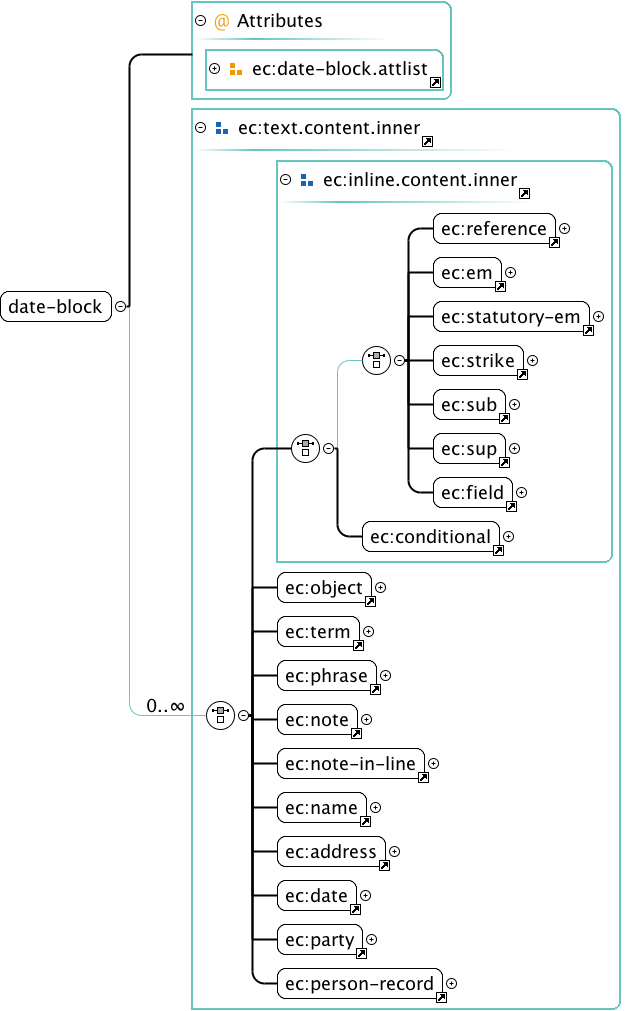 @ Attributes
ec:date-block.attlist
ec:text.content.inner
ec:inline.content.inner
ec:reference
ec:em
date-block
ec:statutory-em
ec:strike
ec:sub
ec:sup
ec:field
ec:conditional
ec:object
ec:term
ec:phrase
0..∞
ec:note
ec:note-in-line
ec:name
ec:address
ec:date
ec:party
ec:person-record